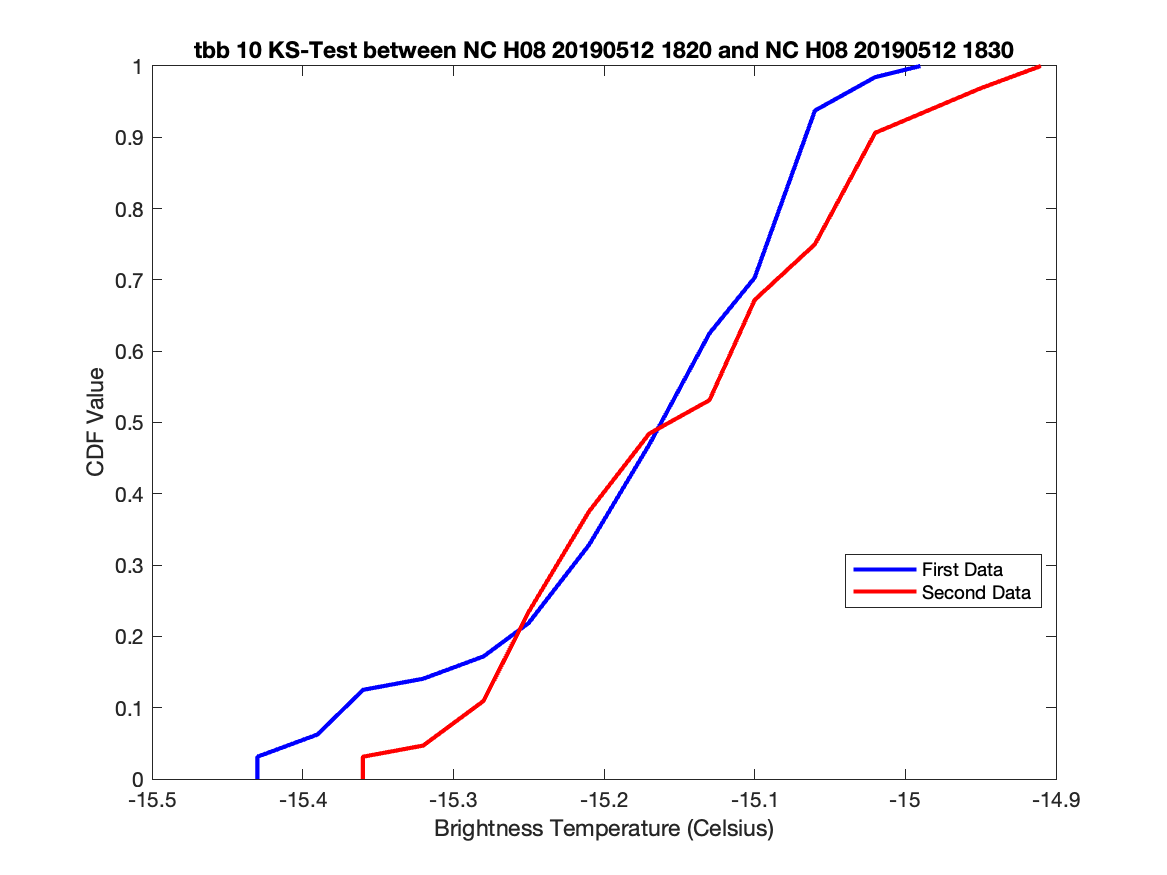 tbb 10 KS-Test between NC H08 20190512 1820 and NC H08 20190512 1830
1
0.9
0.8
0.7
0.6
0.5
0.4
0.3
0.2
0.1
0
CDF Value
First Data
Second Data
-15.5 -15.4 -15.3 -15.2 -15.1 -15 -14.9
Brightness Temperature (Celsius)